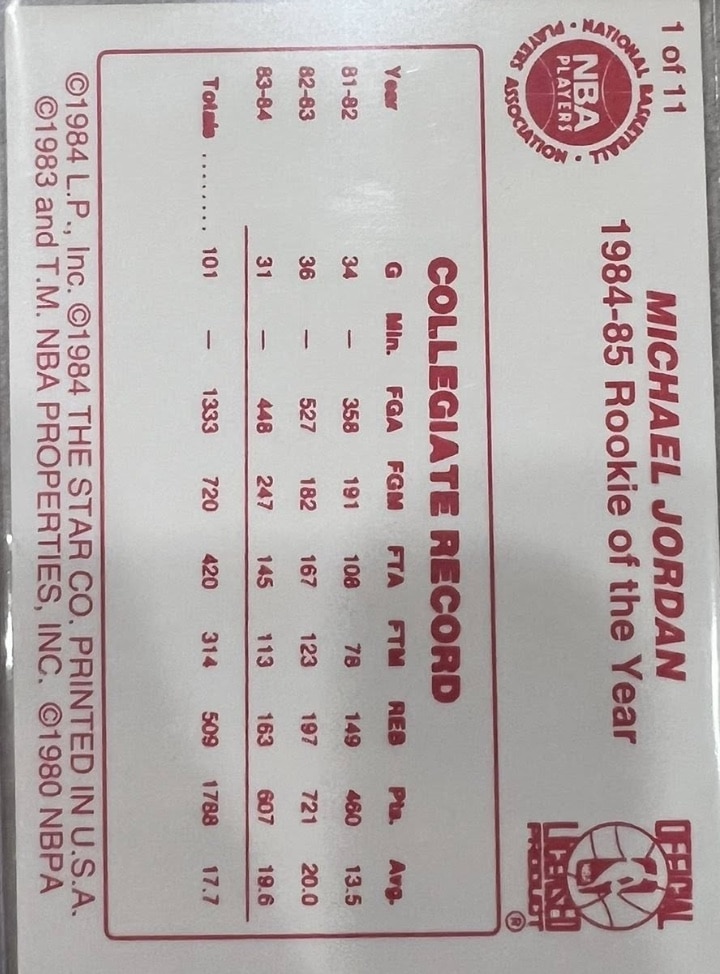 1 of 11
NATIONAL BASKETBALL PLAYERS ASSOCIATION
NBA
PLAYERS
MICHAEL JORDAN
1984-85 Rookie of the Year
OFFICIAL
LICENSED
PRODUCT
®
COLLEGIATE RECORD
Year G Min. FGA FGM FTA FTM REB Pts. Avg.
81-82 34 — 358 191 108 78 149 460 13.5
82-83 36 — 527 182 167 123 197 721 20.0
83-84 31 — 448 247 145 113 163 607 19.6
Totals ........ 101 — 1333 720 420 314 509 1788 17.7
©1984 L.P., Inc. ©1984 THE STAR CO. PRINTED IN U.S.A.
©1983 and T.M. NBA PROPERTIES, INC. ©1980 NBPA